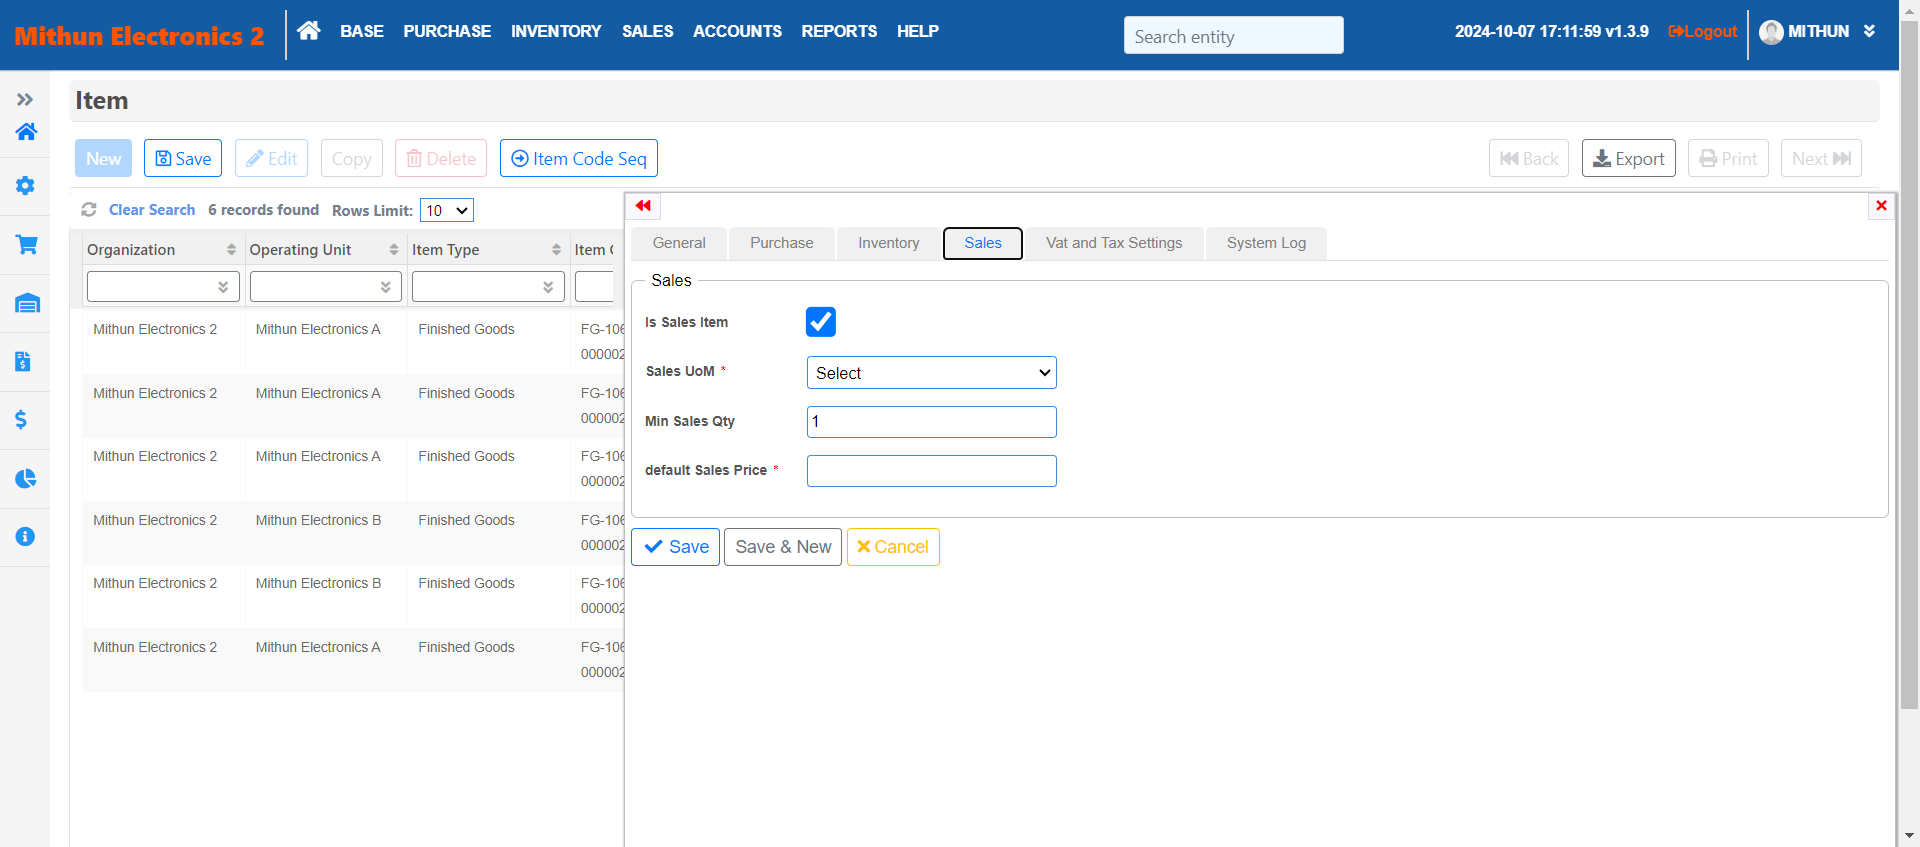 Mithun Electronics 2
BASE PURCHASE INVENTORY SALES ACCOUNTS REPORTS HELP
Search entity
2024-10-07 17:11:59 v1.3.9 Logout MITHUN
Item
New Save Edit Copy Delete Item Code Seq
Back Export Print Next
Clear Search 6 records found Rows Limit: 10
Organization Operating Unit Item Type Item
Mithun Electronics 2 Mithun Electronics A Finished Goods FG-106
000002
Mithun Electronics 2 Mithun Electronics A Finished Goods FG-106
000002
Mithun Electronics 2 Mithun Electronics A Finished Goods FG-106
000002
Mithun Electronics 2 Mithun Electronics B Finished Goods FG-106
000002
Mithun Electronics 2 Mithun Electronics B Finished Goods FG-106
000002
Mithun Electronics 2 Mithun Electronics A Finished Goods FG-106
000002
General Purchase Inventory Sales Vat and Tax Settings System Log
Sales
Is Sales Item
Sales UoM * Select
Min Sales Qty 1
default Sales Price *
Save Save & New Cancel